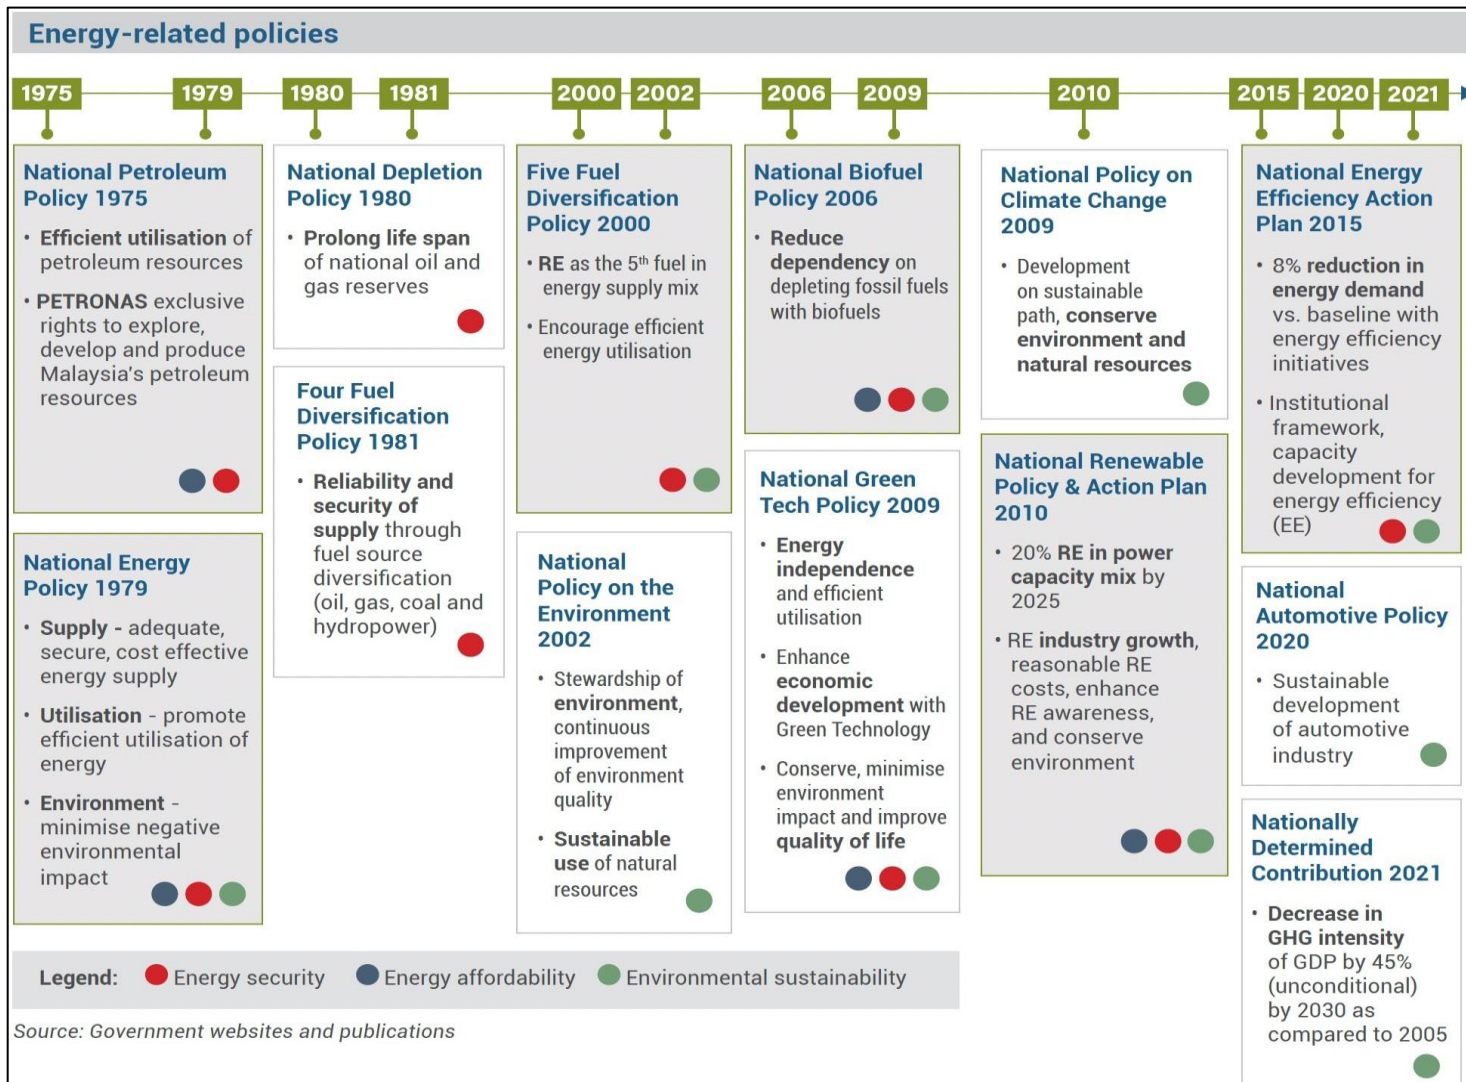 Energy-related policies
1975
1979
1980
1981
2000
2002
2006
2009
2010
2015
2020
2021
National Petroleum
Policy 1975
• Efficient utilisation of
petroleum resources
• PETRONAS exclusive
rights to explore,
develop and produce
Malaysia's petroleum
resources
National Energy
Policy 1979
• Supply - adequate,
secure, cost effective
energy supply
• Utilisation - promote
efficient utilisation of
energy
• Environment -
minimise negative
environmental
impact
National Depletion
Policy 1980
• Prolong life span
of national oil and
gas reserves
Four Fuel
Diversification
Policy 1981
• Reliability and
security of
supply through
fuel source
diversification
(oil, gas, coal and
hydropower)
Five Fuel
Diversification
Policy 2000
• RE as the 5th fuel in
energy supply mix
• Encourage efficient
energy utilisation
National
Policy on the
Environment
2002
• Stewardship of
environment,
continuous
improvement
of environment
quality
• Sustainable
use of natural
resources
National Biofuel
Policy 2006
• Reduce
dependency on
depleting fossil fuels
with biofuels
National Green
Tech Policy 2009
• Energy
independence
and efficient
utilisation
• Enhance
economic
development with
Green Technology
• Conserve, minimise
environment
impact and improve
quality of life
National Policy on
Climate Change
2009
• Development
on sustainable
path, conserve
environment and
natural resources
National Renewable
Policy & Action Plan
2010
• 20% RE in power
capacity mix by
2025
• RE industry growth,
reasonable RE
costs, enhance
RE awareness,
and conserve
environment
National Energy
Efficiency Action
Plan 2015
• 8% reduction in
energy demand
vs. baseline with
energy efficiency
initiatives
• Institutional
framework,
capacity
development for
energy efficiency
(EE)
National
Automotive Policy
2020
• Sustainable
development
of automotive
industry
Nationally
Determined
Contribution 2021
• Decrease in
GHG intensity
of GDP by 45%
(unconditional)
by 2030 as
compared to 2005
Legend: Energy security Energy affordability Environmental sustainability
Source: Government websites and publications